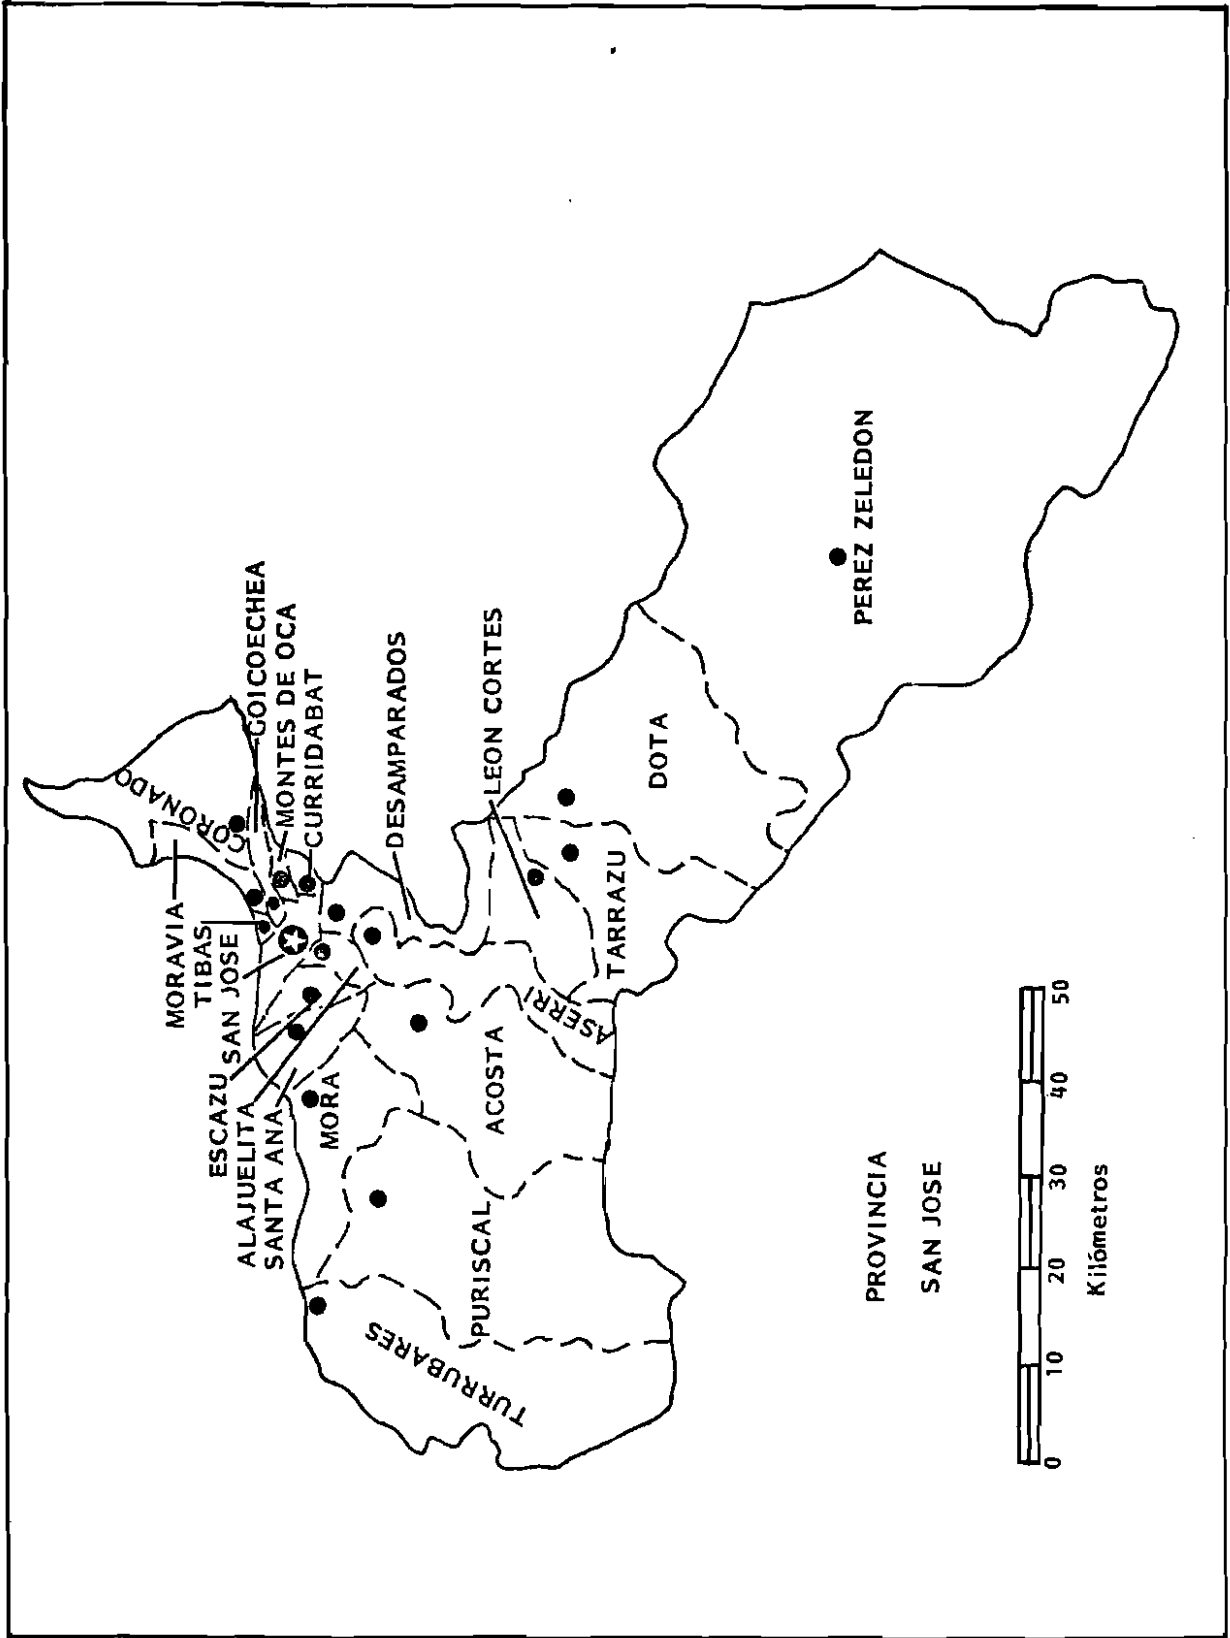 MORAVIA
TIBAS
SAN JOSE
ESCAZU
ALAJUELITA
SANTA ANA
CORONADO
GOICOECHEA
MONTES DE OCA
CURRIDABAT
DESAMPARADOS
LEON CORTES
MORA
ACOSTA
ASERRI
TARRAZU
DOTA
PEREZ ZELEDON
PURISCAL
TURRUBARES
PROVINCIA
SAN JOSE
0 10 20 30 40 50
Kilómetros